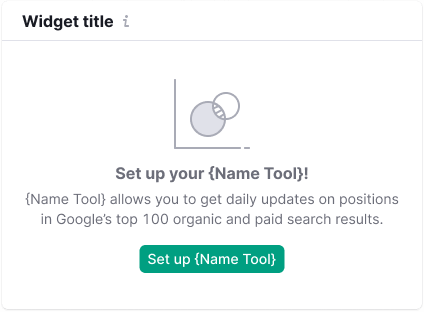 Widget title
Set up your {Name Tool}!
{Name Tool} allows you to get daily updates on positions
in Google’s top 100 organic and paid search results.
Set up {Name Tool}